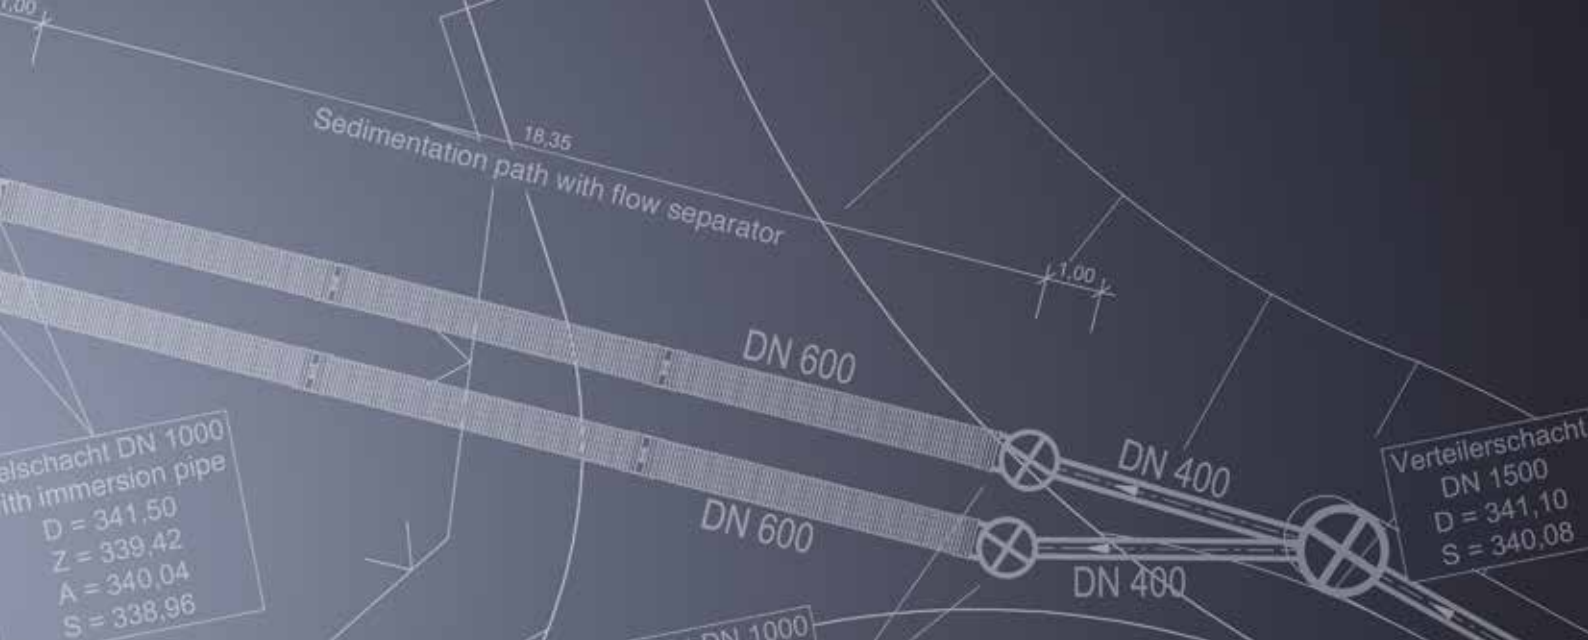 1,00
18,35
Sedimentation path with flow separator
1,00
DN 600
DN 400
DN 600
DN 400
elschacht DN 1000
ith immersion pipe
D = 341,50
Z = 339,42
A = 340,04
S = 338,96
Verteilerschacht
DN 1500
D = 341,10
S = 340,08
DN 1000